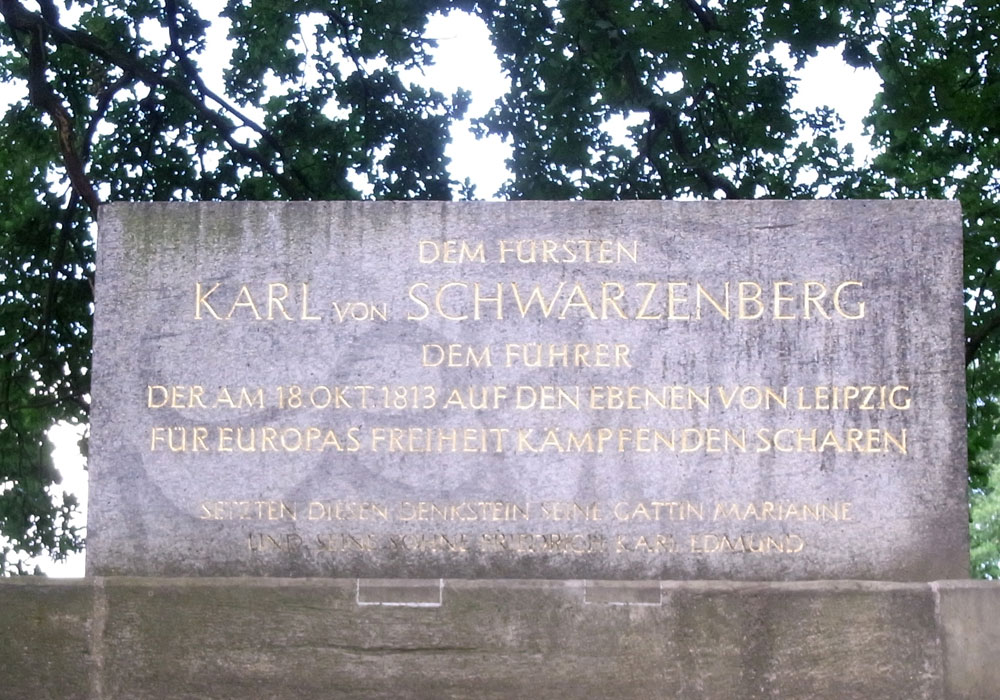 DEM FÜRSTEN
KARL VON SCHWARZENBERG
DEM FÜHRER
DER AM 18 OKT. 1813 AUF DEN EBENEN VON LEIPZIG
FÜR EUROPAS FREIHEIT KÄMPFENDEN SCHAREN
SETZTEN DIESEN DENKSTEIN SEINE GATTIN MARIANNE
UND SEINE SÖHNE FRIEDRICH KARL EDMUND